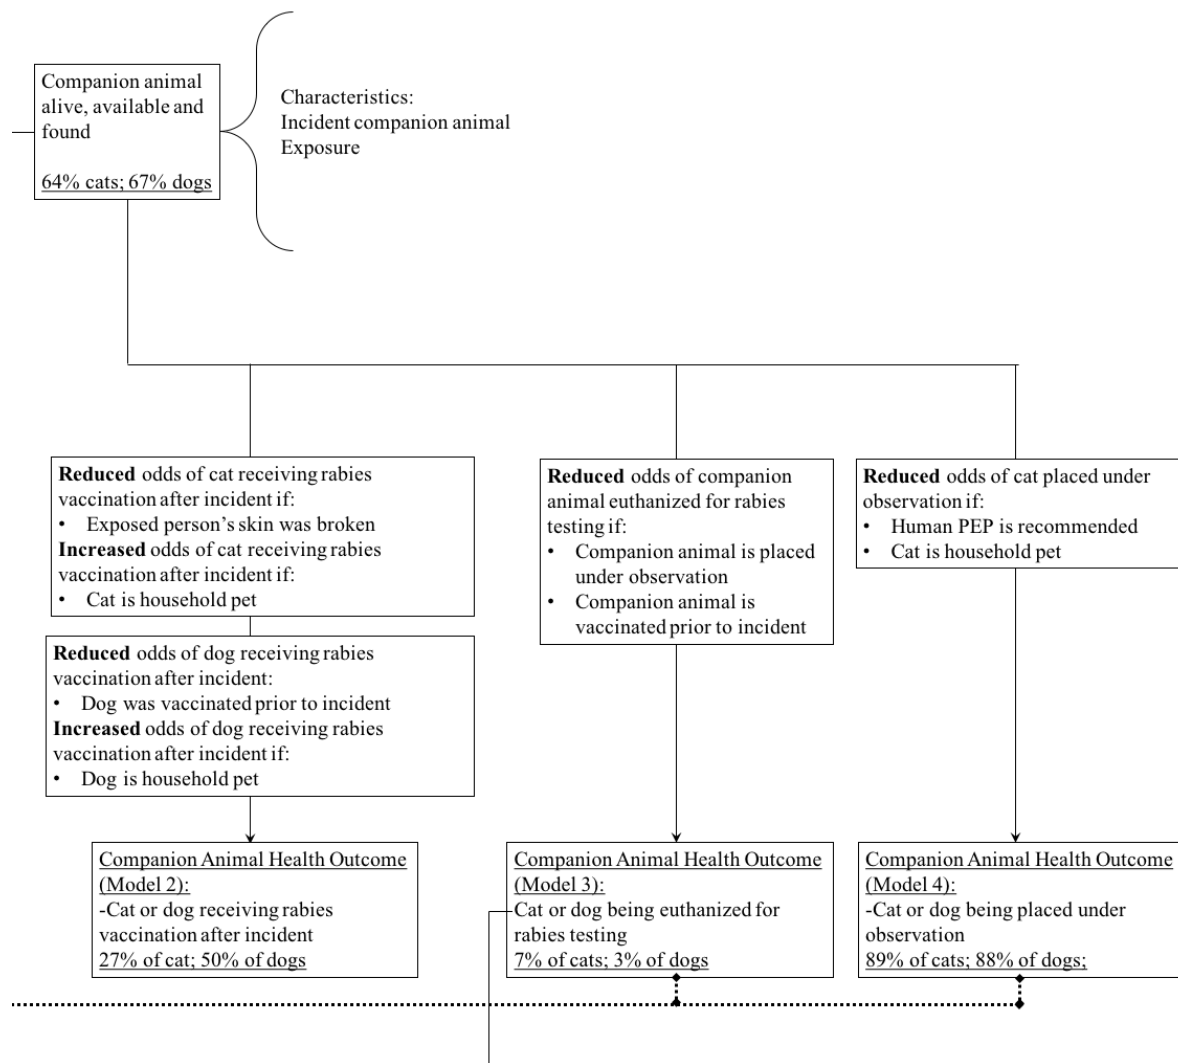 Companion animal
alive, available and
found
64% cats; 67% dogs
Characteristics:
Incident companion animal
Exposure
Reduced odds of cat receiving rabies
vaccination after incident if:
• Exposed person's skin was broken
Increased odds of cat receiving rabies
vaccination after incident if:
• Cat is household pet
Reduced odds of dog receiving rabies
vaccination after incident:
• Dog was vaccinated prior to incident
Increased odds of dog receiving rabies
vaccination after incident if:
• Dog is household pet
Reduced odds of companion
animal euthanized for rabies
testing if:
• Companion animal is placed
under observation
• Companion animal is
vaccinated prior to incident
Reduced odds of cat placed under
observation if:
• Human PEP is recommended
• Cat is household pet
Companion Animal Health Outcome
(Model 2):
-Cat or dog receiving rabies
vaccination after incident
27% of cat; 50% of dogs
Companion Animal Health Outcome
(Model 3):
Cat or dog being euthanized for
rabies testing
7% of cats; 3% of dogs
Companion Animal Health Outcome
(Model 4):
-Cat or dog being placed under
observation
89% of cats; 88% of dogs;